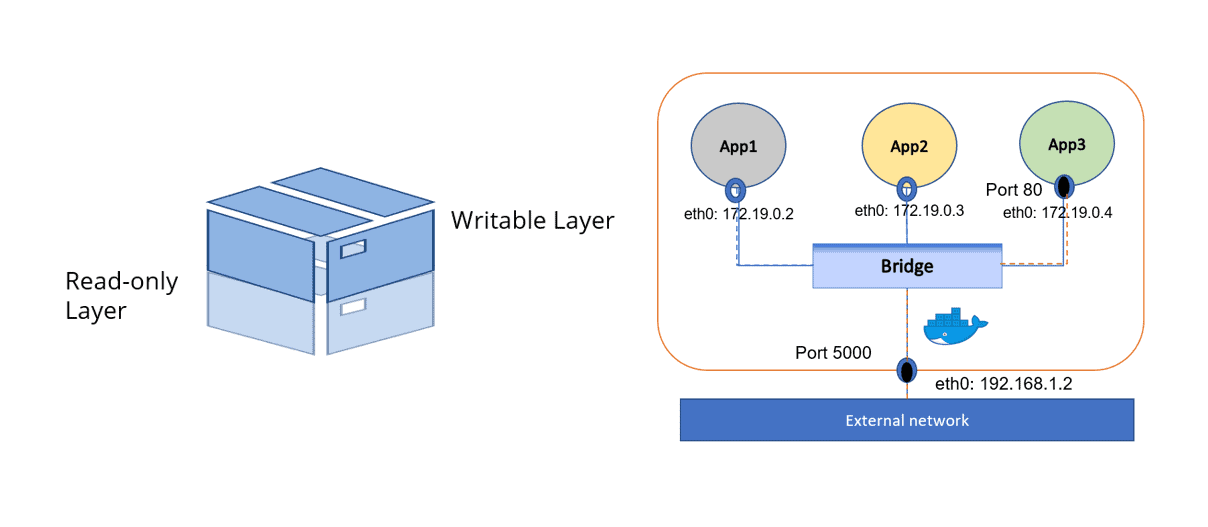 Writable Layer
Read-only
Layer
App1
App2
App3
Port 80
eth0: 172.19.0.2
eth0: 172.19.0.3
eth0: 172.19.0.4
Bridge
Port 5000
eth0: 192.168.1.2
External network